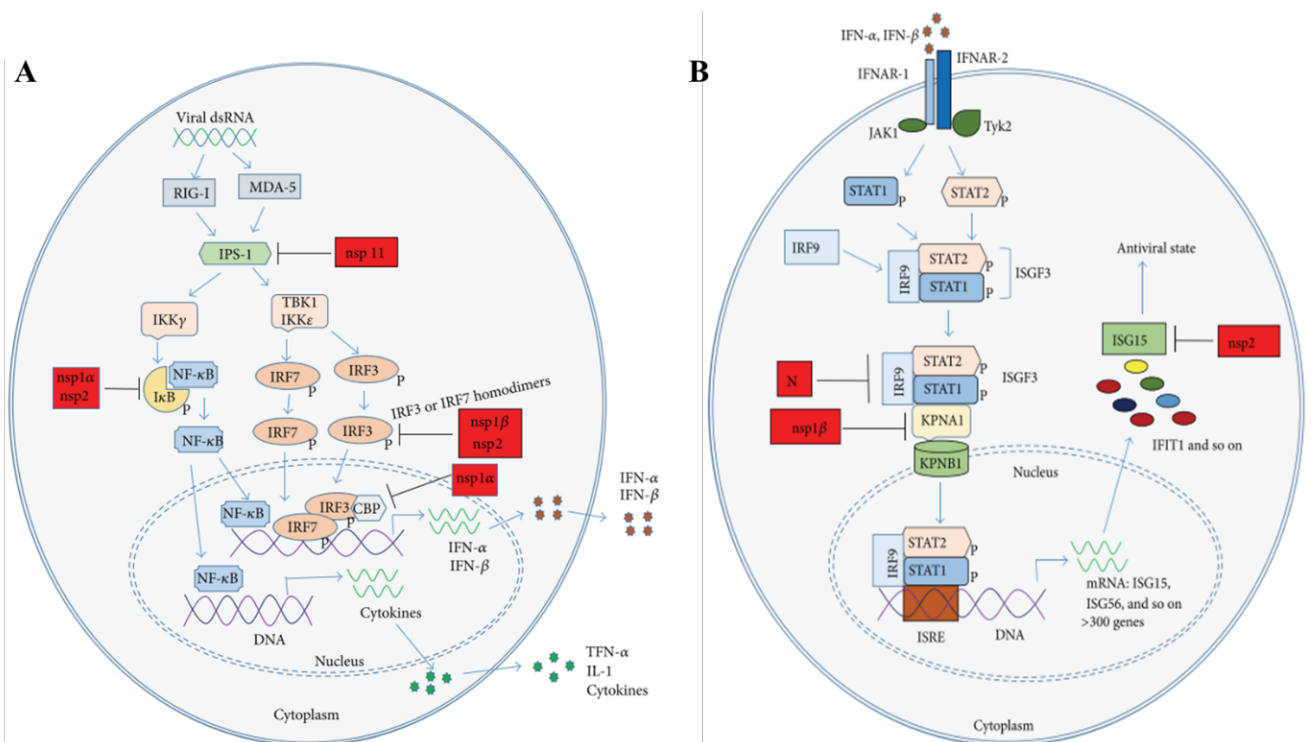 A
Viral dsRNA
RIG-I
MDA-5
IPS-1
nsp 11
IKKγ
TBK1
IKKε
nsp1α
nsp2
NF-κB
IκB
P
IRF7
P
IRF3
P
IRF3 or IRF7 homodimers
NF-κB
IRF7
P
IRF3
P
nsp1β
nsp2
nsp1α
NF-κB
IRF3
CBP
P
IRF7
P
IFN-α
IFN-β
IFN-α
IFN-β
NF-κB
Cytokines
DNA
Nucleus
TFN-α
IL-1
Cytokines
Cytoplasm
B
IFN-α, IFN-β
IFNAR-2
IFNAR-1
JAK1
Tyk2
STAT1
P
STAT2
P
IRF9
IRF9
STAT2
P
STAT1
P
ISGF3
Antiviral state
ISG15
nsp2
N
IRF9
STAT2
P
STAT1
P
ISGF3
nsp1β
KPNA1
KPNB1
IFIT1 and so on
Nucleus
IRF9
STAT2
P
STAT1
P
ISRE
DNA
mRNA: ISG15,
ISG56, and so on
>300 genes
Cytoplasm